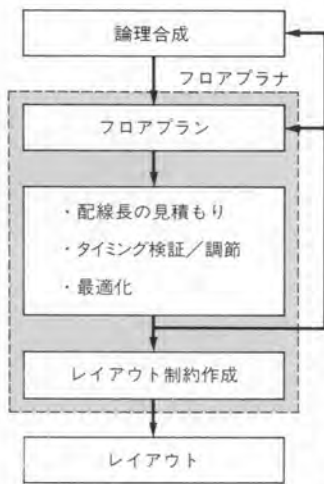 論理合成
フロアプラナ
フロアプラン
・配線長の見積もり
・タイミング検証／調節
・最適化
レイアウト制約作成
レイアウト